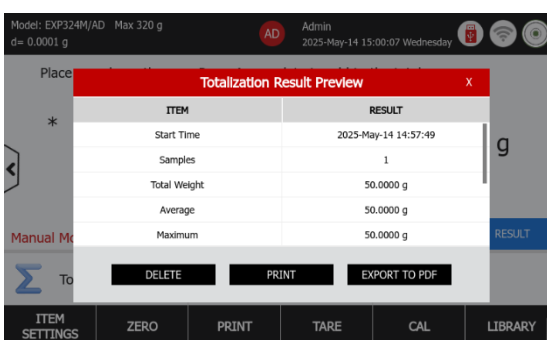 Model: EXP324M/AD Max 320 g
d= 0.0001 g
AD
Admin
2025-May-14 15:00:07 Wednesday
Place
Totalization Result Preview X
ITEM RESULT
Start Time 2025-May-14 14:57:49
Samples 1
Total Weight 50.0000 g
Average 50.0000 g
Maximum 50.0000 g
* g
Manual RESULT
DELETE PRINT EXPORT TO PDF
Σ To
ITEM SETTINGS ZERO PRINT TARE CAL LIBRARY